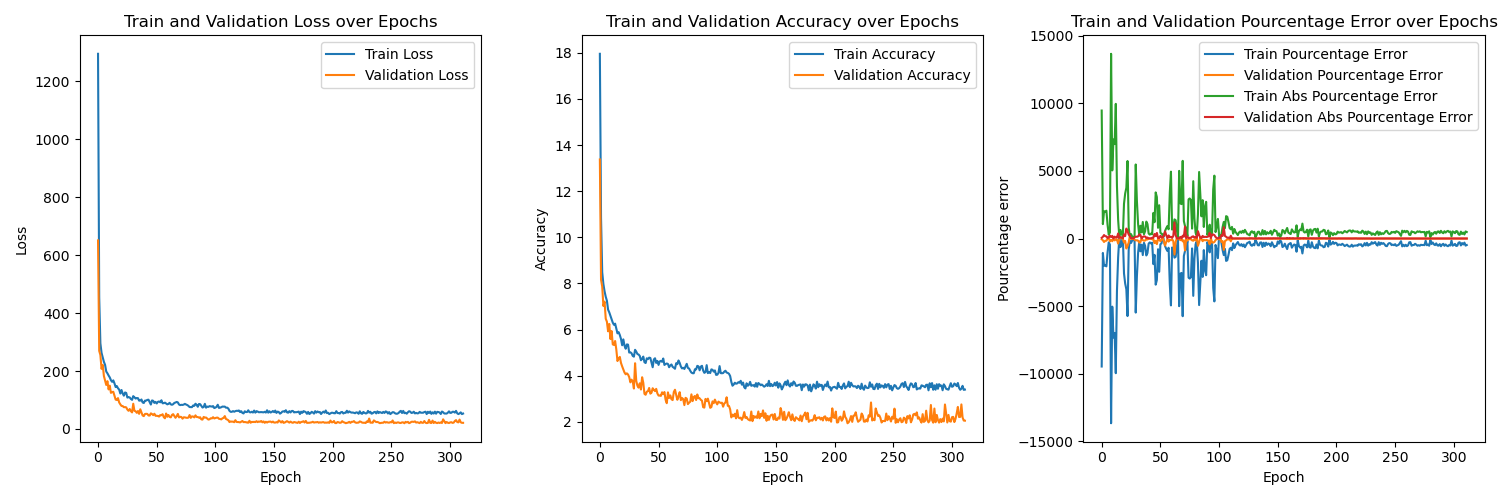 Train and Validation Loss over Epochs
Train Loss
Validation Loss
1200
1000
800
600
400
200
0
Loss
0 50 100 150 200 250 300
Epoch
Train and Validation Accuracy over Epochs
Train Accuracy
Validation Accuracy
18
16
14
12
10
8
6
4
2
Accuracy
0 50 100 150 200 250 300
Epoch
Train and Validation Pourcentage Error over Epochs
Train Pourcentage Error
Validation Pourcentage Error
Train Abs Pourcentage Error
Validation Abs Pourcentage Error
15000
10000
5000
0
−5000
−10000
−15000
Pourcentage error
0 50 100 150 200 250 300
Epoch